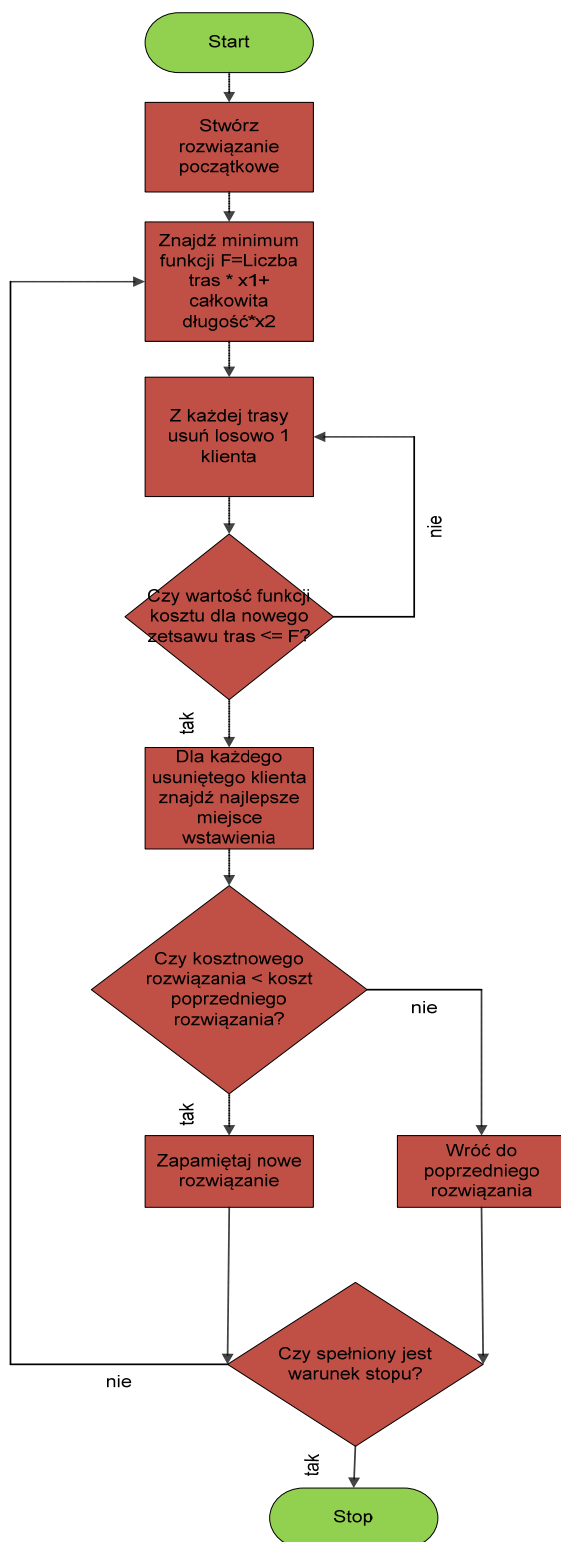 Start
Stwórz
rozwiązanie
początkowe
Znajdź minimum
funkcji F=Liczba
tras * x1+
całkowita
długość*x2
Z każdej trasy
usuń losowo 1
klienta
nie
Czy wartość funkcji
kosztu dla nowego
zetsawu tras <= F?
tak
Dla każdego
usuniętego klienta
znajdź najlepsze
miejsce
wstawienia
Czy kosztnowego
rozwiązania < koszt
poprzedniego
rozwiązania?
nie
tak
Zapamiętaj nowe
rozwiązanie
Wróć do
poprzedniego
rozwiązania
Czy spełniony jest
warunek stopu?
nie
tak
Stop